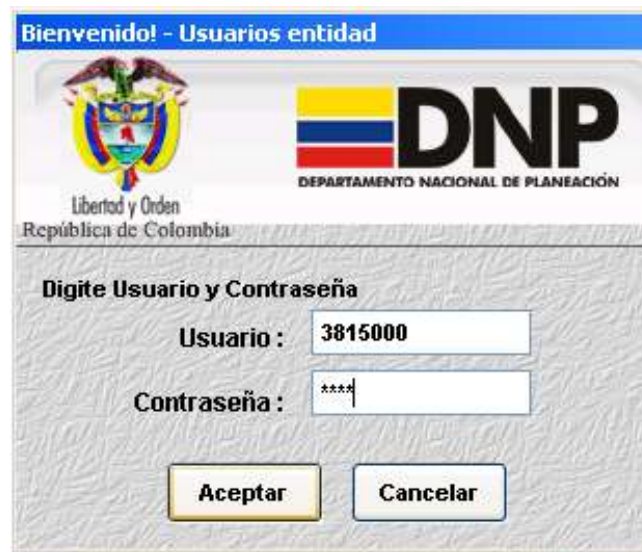 Bienvenido! - Usuarios entidad
DNP
DEPARTAMENTO NACIONAL DE PLANEACIÓN
Libertad y Orden
República de Colombia
Digite Usuario y Contraseña
Usuario : 3815000
Contraseña : ****
Aceptar Cancelar